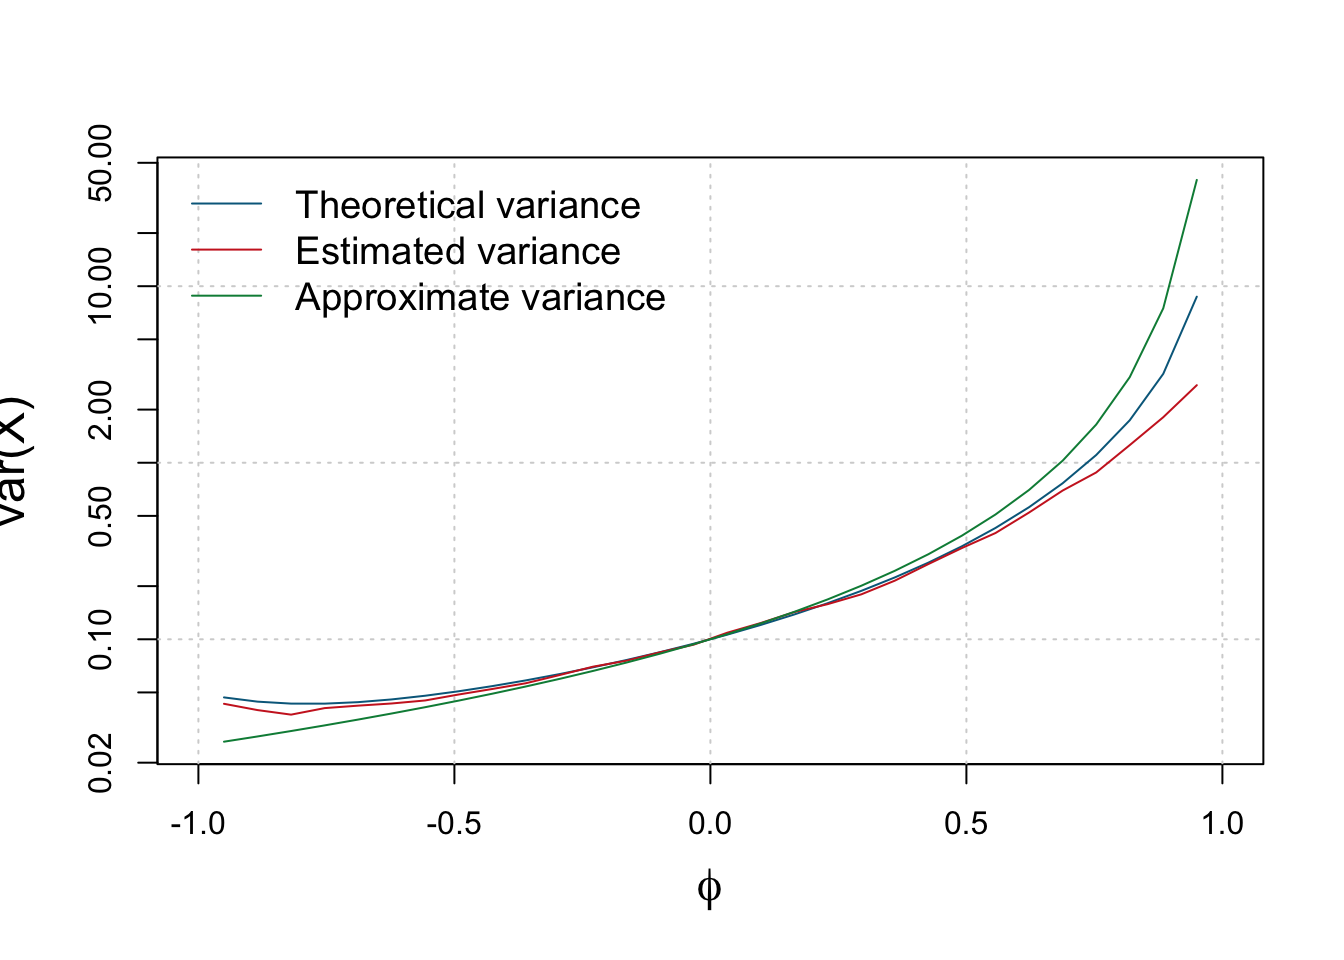 Theoretical variance
Estimated variance
Approximate variance
50.00
10.00
2.00
0.50
0.10
0.02
var(X)
-1.0 -0.5 0.0 0.5 1.0
ϕ